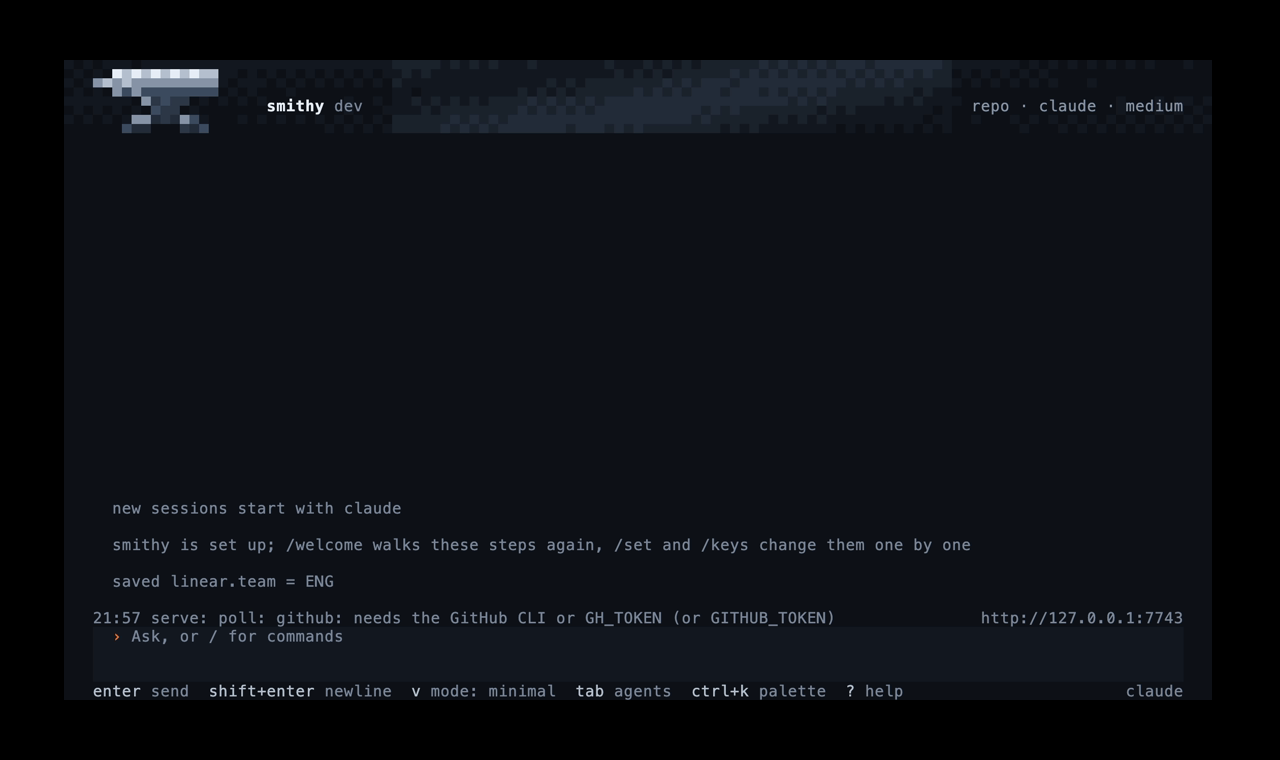 smithy dev
repo · claude · medium
new sessions start with claude
smithy is set up; /welcome walks these steps again, /set and /keys change them one by one
saved linear.team = ENG
21:57 serve: poll: github: needs the GitHub CLI or GH_TOKEN (or GITHUB_TOKEN) http://127.0.0.1:7743
› Ask, or / for commands
enter send shift+enter newline v mode: minimal tab agents ctrl+k palette ? help claude